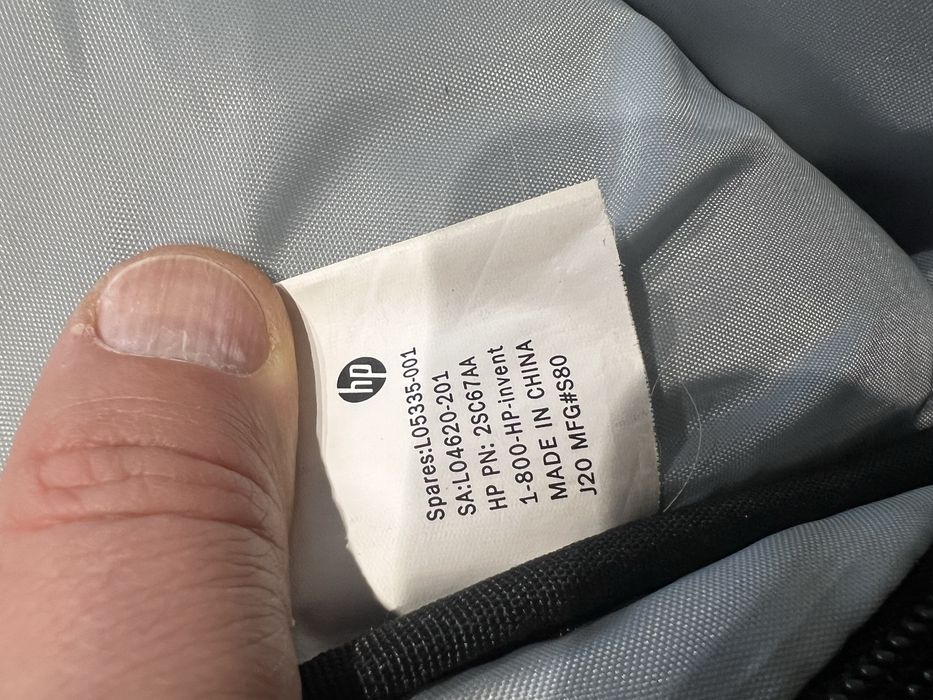 hp
Spares:L05335-001
SA:L04620-201
HP PN: 2SC67AA
1-800-HP-invent
MADE IN CHINA
J20 MFG#S80